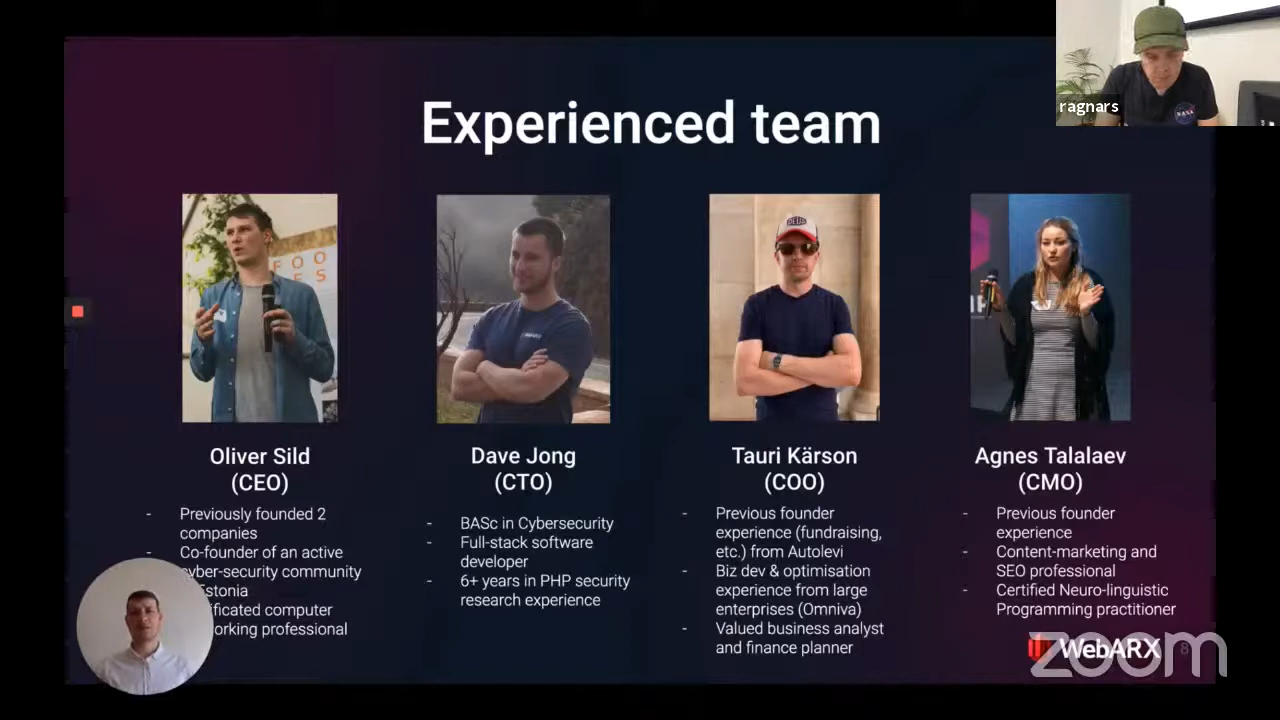 ragnars
Experienced team
FOO
ES
Oliver Sild
(CEO)
- Previously founded 2
companies
- Co-founder of an active
cyber-security community
Estonia
computer
professional
Dave Jong
(CTO)
- BASc in Cybersecurity
- Full-stack software
developer
- 6+ years in PHP security
research experience
Tauri Kärson
(COO)
- Previous founder
experience (fundraising,
etc.) from Autolevi
- Biz dev & optimisation
experience from large
enterprises (Omniva)
- Valued business analyst
and finance planner
Agnes Talalaev
(CMO)
- Previous founder
experience
- Content-marketing and
SEO professional
- Certified Neuro-linguistic
Programming practitioner
WebARX
8
zoom
NASA